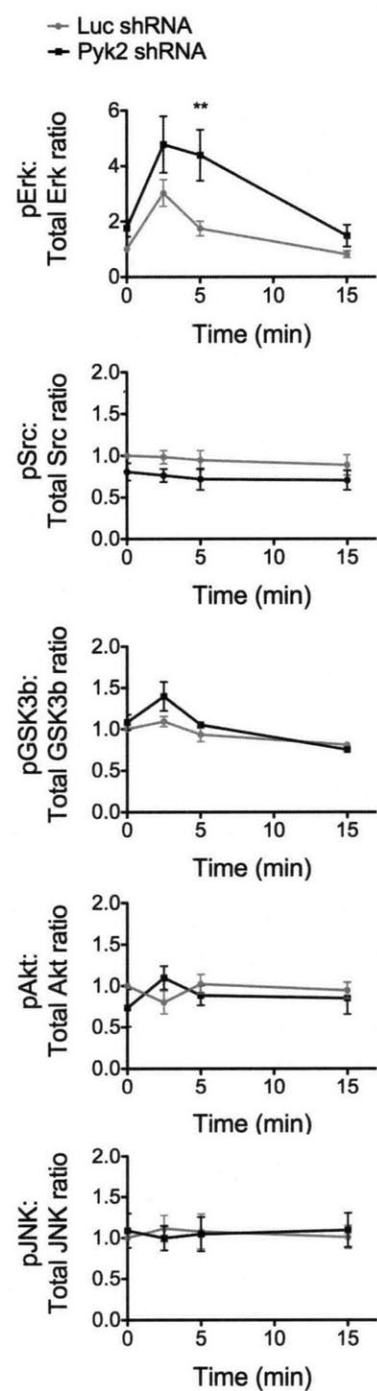 Luc shRNA
Pyk2 shRNA
**
pErk:
Total Erk ratio
6
4
2
0
0 5 10 15
Time (min)
pSrc:
Total Src ratio
2.0
1.5
1.0
0.5
0.0
0 5 10 15
Time (min)
pGSK3b:
Total GSK3b ratio
2.0
1.5
1.0
0.5
0.0
0 5 10 15
Time (min)
pAkt:
Total Akt ratio
2.0
1.5
1.0
0.5
0.0
0 5 10 15
Time (min)
pJNK:
Total JNK ratio
2.0
1.5
1.0
0.5
0.0
0 5 10 15
Time (min)